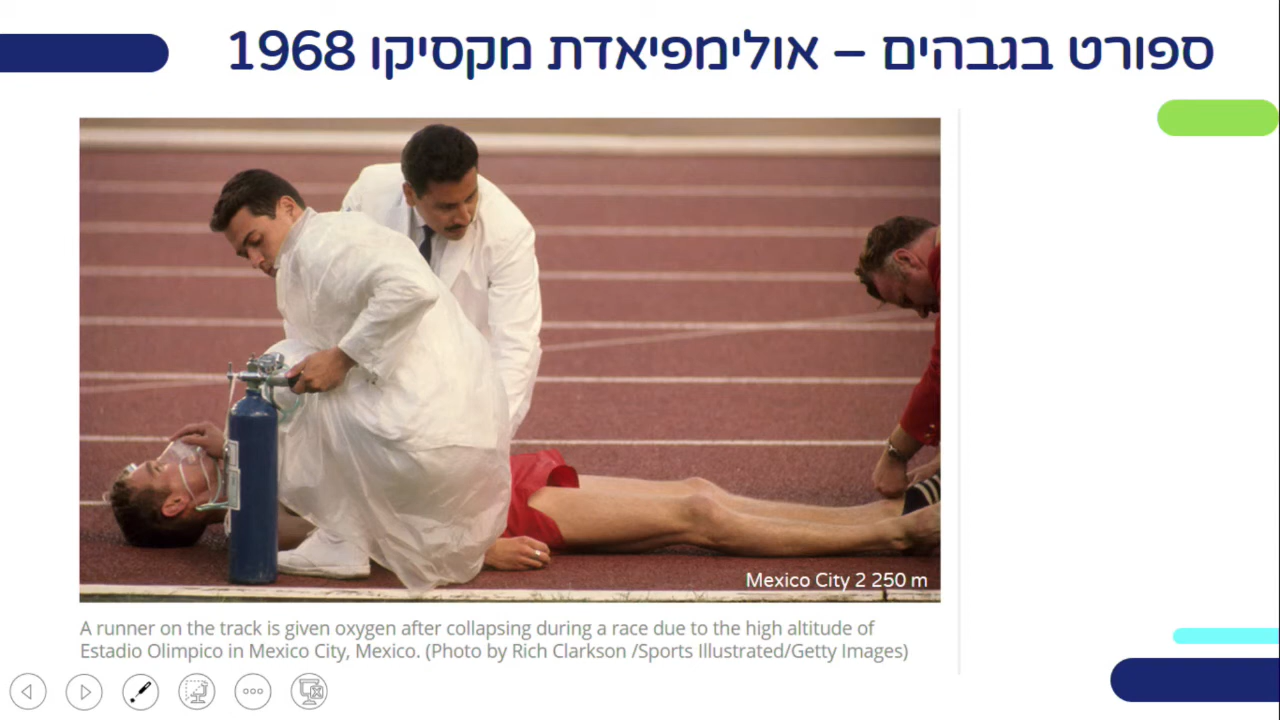 ספורט בגבהים – אולימפיאדת מקסיקו 1968
Mexico City 2 250 m
A runner on the track is given oxygen after collapsing during a race due to the high altitude of
Estadio Olimpico in Mexico City, Mexico. (Photo by Rich Clarkson /Sports Illustrated/Getty Images)